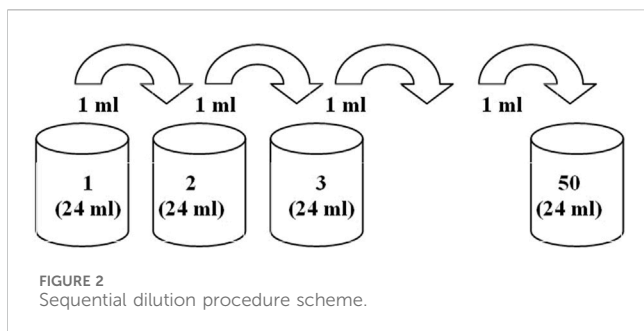 1 ml 1 ml 1 ml 1 ml
1 2 3 50
(24 ml) (24 ml) (24 ml) (24 ml)
FIGURE 2
Sequential dilution procedure scheme.